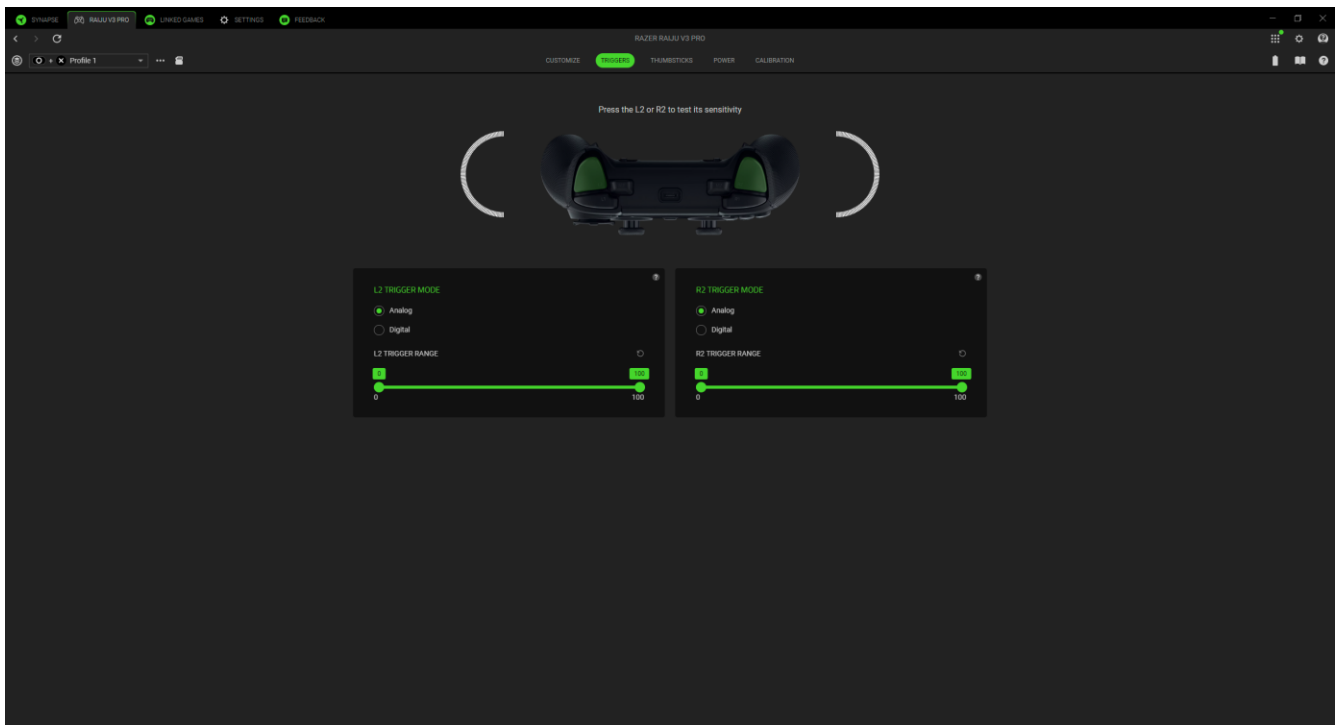 SYNAPSE RAIJU V3 PRO LINKED GAMES SETTINGS FEEDBACK
RAZER RAIJU V3 PRO
Profile 1 CUSTOMIZE TRIGGERS THUMBSTICKS POWER CALIBRATION
Press the L2 or R2 to test its sensitivity
L2 TRIGGER MODE
Analog
Digital
L2 TRIGGER RANGE
0 100
0 100
R2 TRIGGER MODE
Analog
Digital
R2 TRIGGER RANGE
0 100
0 100